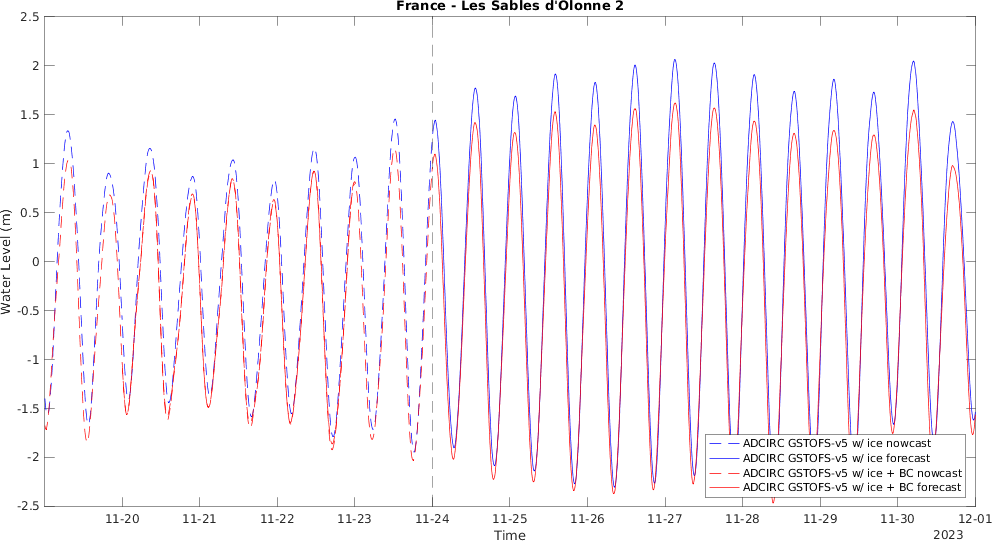 France - Les Sables d'Olonne 2
2.5
2
1.5
1
0.5
0
-0.5
-1
-1.5
-2
-2.5
Water Level (m)
ADCIRC GSTOFS-v5 w/ ice nowcast
ADCIRC GSTOFS-v5 w/ ice forecast
ADCIRC GSTOFS-v5 w/ ice + BC nowcast
ADCIRC GSTOFS-v5 w/ ice + BC forecast
11-20 11-21 11-22 11-23 11-24 11-25 11-26 11-27 11-28 11-29 11-30 12-01
Time
2023